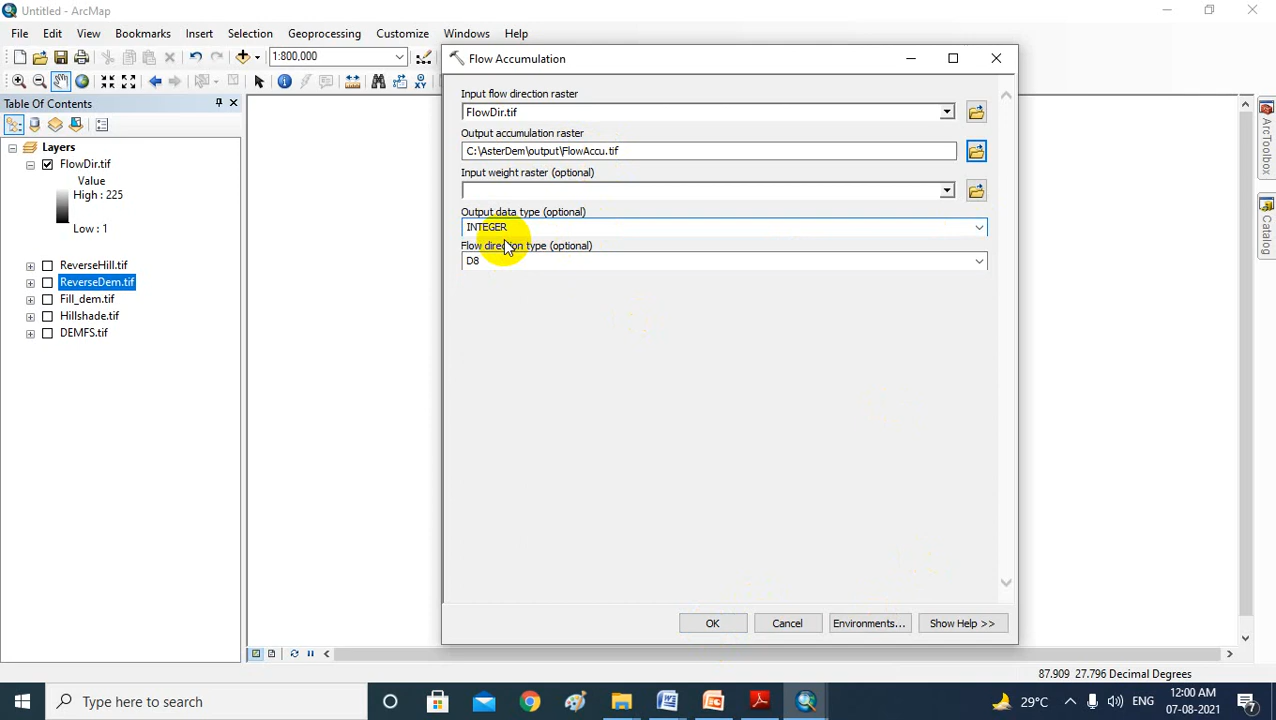 Untitled - ArcMap
File Edit View Bookmarks Insert Selection Geoprocessing Customize Windows Help
1:800,000
Table Of Contents
Layers
FlowDir.tif
Value
High : 225
Low : 1
ReverseHill.tif
ReverseDem.tif
Fill_dem.tif
Hillshade.tif
DEMFS.tif
Flow Accumulation
Input flow direction raster
FlowDir.tif
Output accumulation raster
C:\AsterDem\output\FlowAccu.tif
Input weight raster (optional)
Output data type (optional)
INTEGER
Flow direction type (optional)
D8
OK Cancel Environments... Show Help >>
ArcToolbox
Catalog
87.909 27.796 Decimal Degrees
Type here to search
29°C ENG
12:00 AM
07-08-2021
7